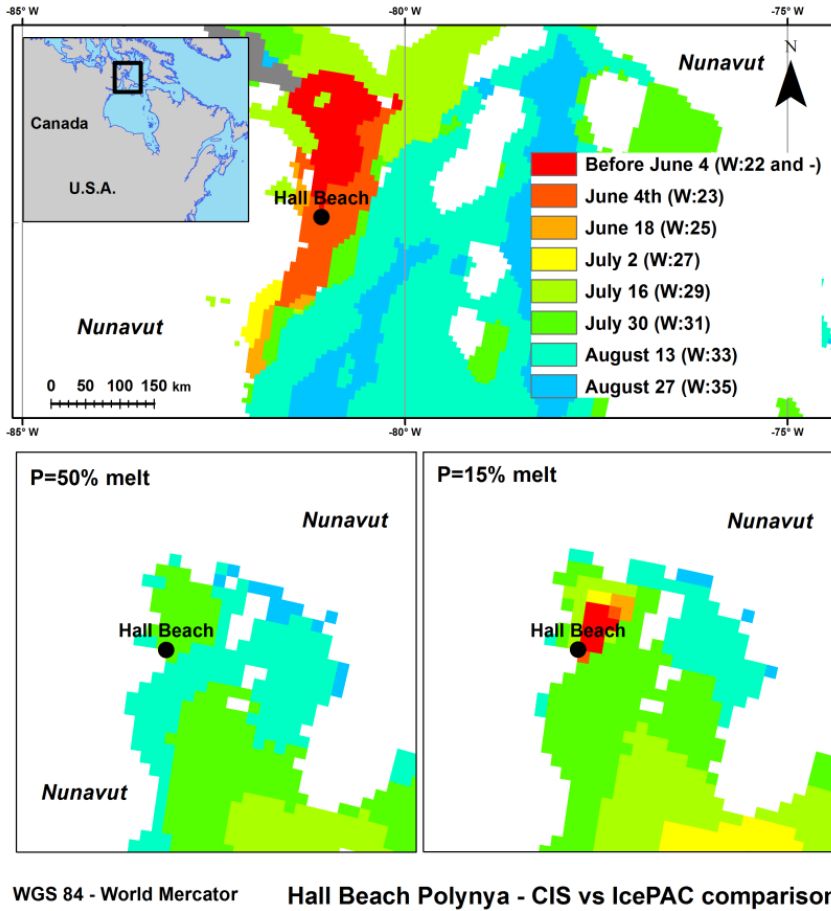 -85° W
-80° W
-75° W
Canada
U.S.A.
Nunavut
N
Before June 4 (W:22 and -)
June 4th (W:23)
June 18 (W:25)
July 2 (W:27)
July 16 (W:29)
July 30 (W:31)
August 13 (W:33)
August 27 (W:35)
Hall Beach
Nunavut
0 50 100 150 km
-85° W
-80° W
-75° W
P=50% melt
Nunavut
Hall Beach
Nunavut
P=15% melt
Nunavut
Hall Beach
WGS 84 - World Mercator
Hall Beach Polynya - CIS vs IcePAC comparison